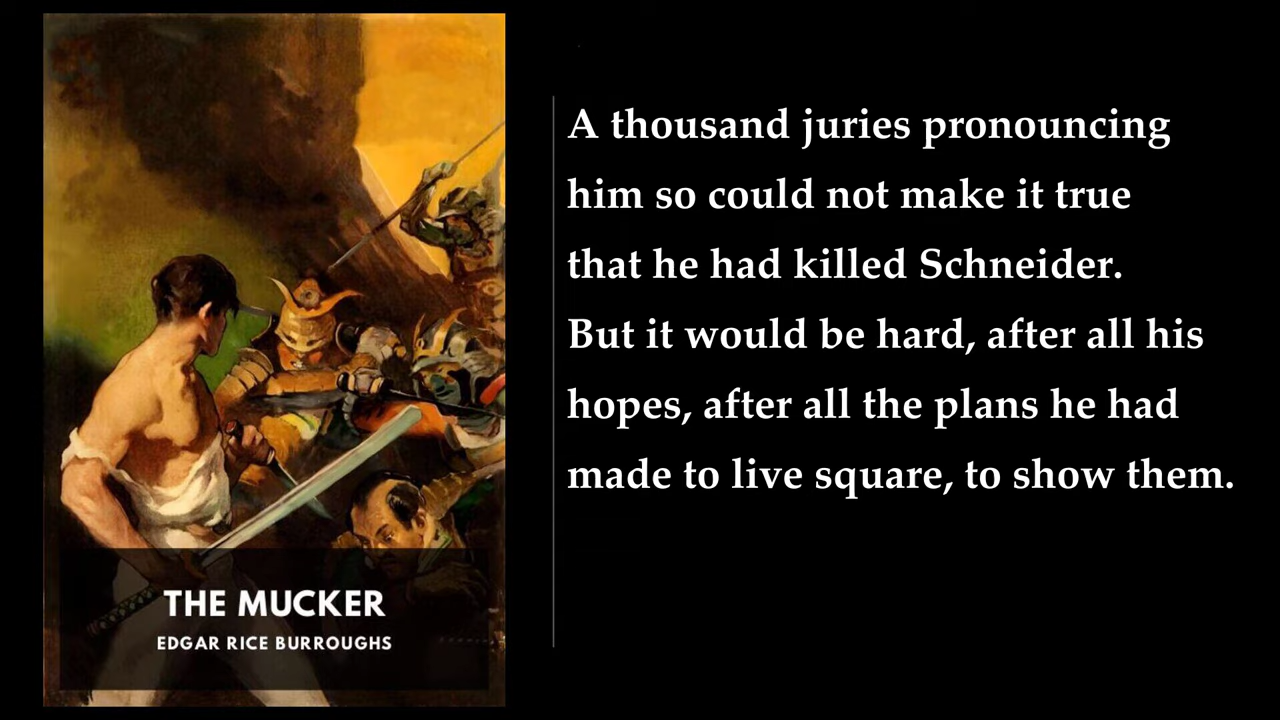 A thousand juries pronouncing
him so could not make it true
that he had killed Schneider.
But it would be hard, after all his
hopes, after all the plans he had
made to live square, to show them.
THE MUCKER
EDGAR RICE BURROUGHS